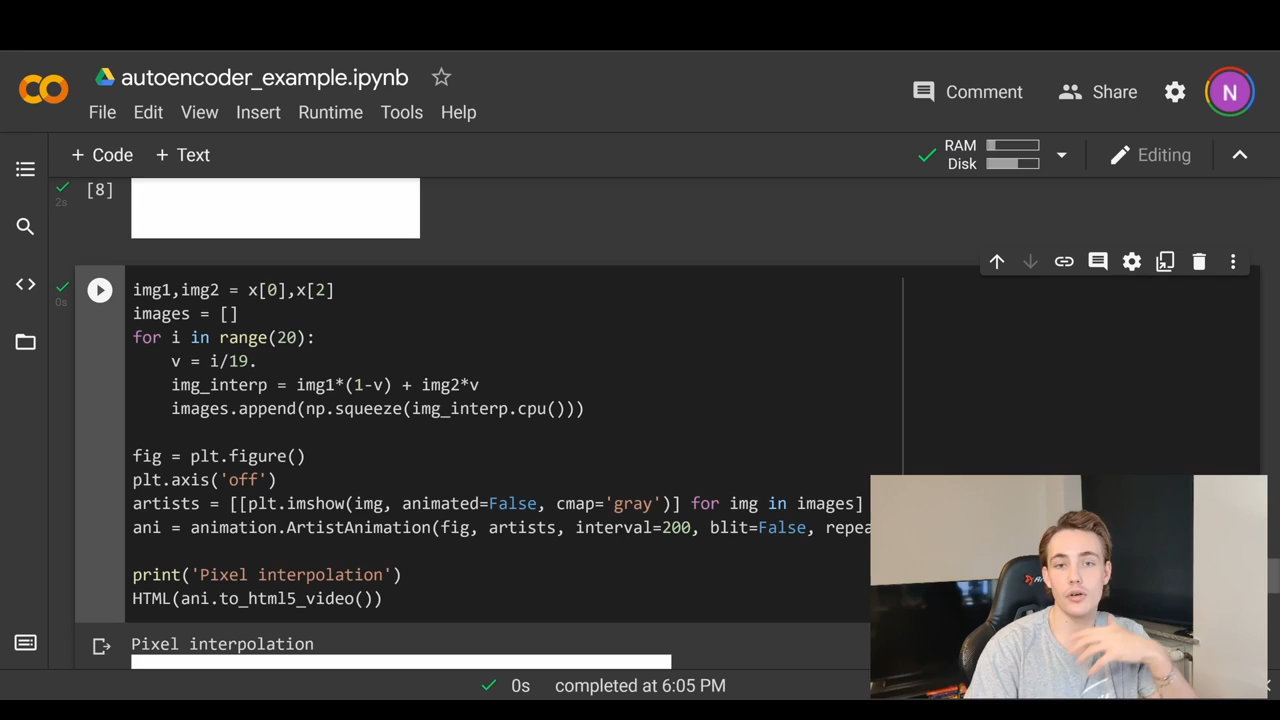 autoencoder_example.ipynb
Comment
Share
N
File Edit View Insert Runtime Tools Help
+ Code + Text
RAM
Disk
Editing
[8]
2s
0s
img1,img2 = x[0],x[2]
images = []
for i in range(20):
v = i/19.
img_interp = img1*(1-v) + img2*v
images.append(np.squeeze(img_interp.cpu()))
fig = plt.figure()
plt.axis('off')
artists = [[plt.imshow(img, animated=False, cmap='gray')] for img in images]
ani = animation.ArtistAnimation(fig, artists, interval=200, blit=False, repea
print('Pixel interpolation')
HTML(ani.to_html5_video())
Pixel interpolation
0s completed at 6:05 PM